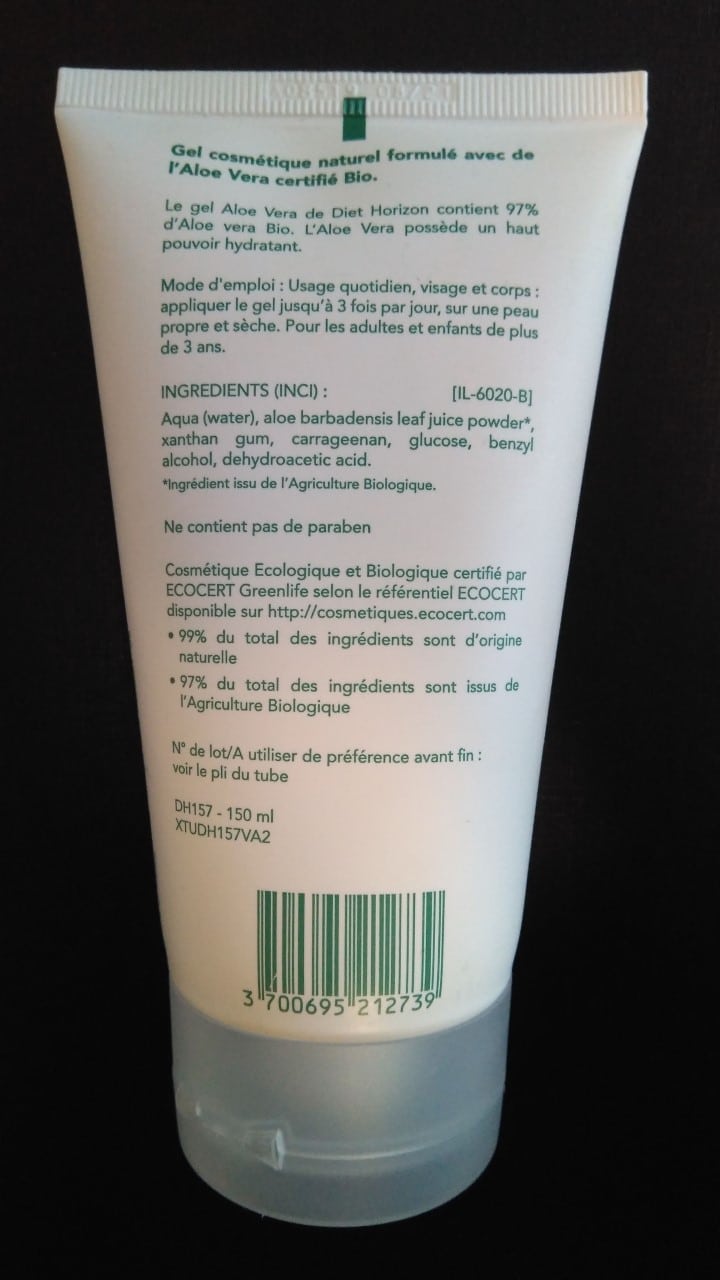 Gel cosmétique naturel formulé avec de
l'Aloe Vera certifié Bio.
Le gel Aloe Vera de Diet Horizon contient 97%
d'Aloe vera Bio. L'Aloe Vera possède un haut
pouvoir hydratant.
Mode d'emploi : Usage quotidien, visage et corps :
appliquer le gel jusqu'à 3 fois par jour, sur une peau
propre et sèche. Pour les adultes et enfants de plus
de 3 ans.
INGREDIENTS (INCI) : [IL-6020-B]
Aqua (water), aloe barbadensis leaf juice powder*,
xanthan gum, carrageenan, glucose, benzyl
alcohol, dehydroacetic acid.
*Ingrédient issu de l'Agriculture Biologique.
Ne contient pas de paraben
Cosmétique Ecologique et Biologique certifié par
ECOCERT Greenlife selon le référentiel ECOCERT
disponible sur http://cosmetiques.ecocert.com
• 99% du total des ingrédients sont d'origine
naturelle
• 97% du total des ingrédients sont issus de
l'Agriculture Biologique
N° de lot/A utiliser de préférence avant fin :
voir le pli du tube
DH157 - 150 ml
XTUDH157VA2
3 700695 212739